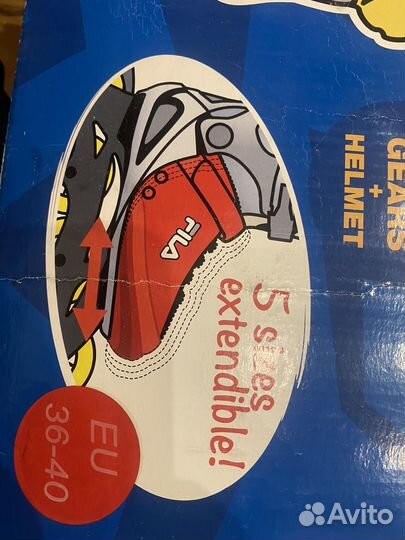 GEARS
+
HELMET
FILA
5 sizes
extendible!
EU
36-40
Avito